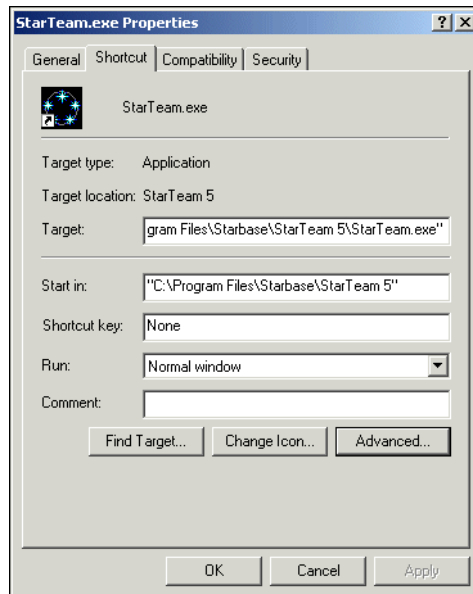 StarTeam.exe Properties
General Shortcut Compatibility Security
StarTeam.exe
Target type: Application
Target location: StarTeam 5
Target: gram Files\Starbase\StarTeam 5\StarTeam.exe"
Start in: "C:\Program Files\Starbase\StarTeam 5"
Shortcut key: None
Run: Normal window
Comment:
Find Target... Change Icon... Advanced...
OK Cancel Apply